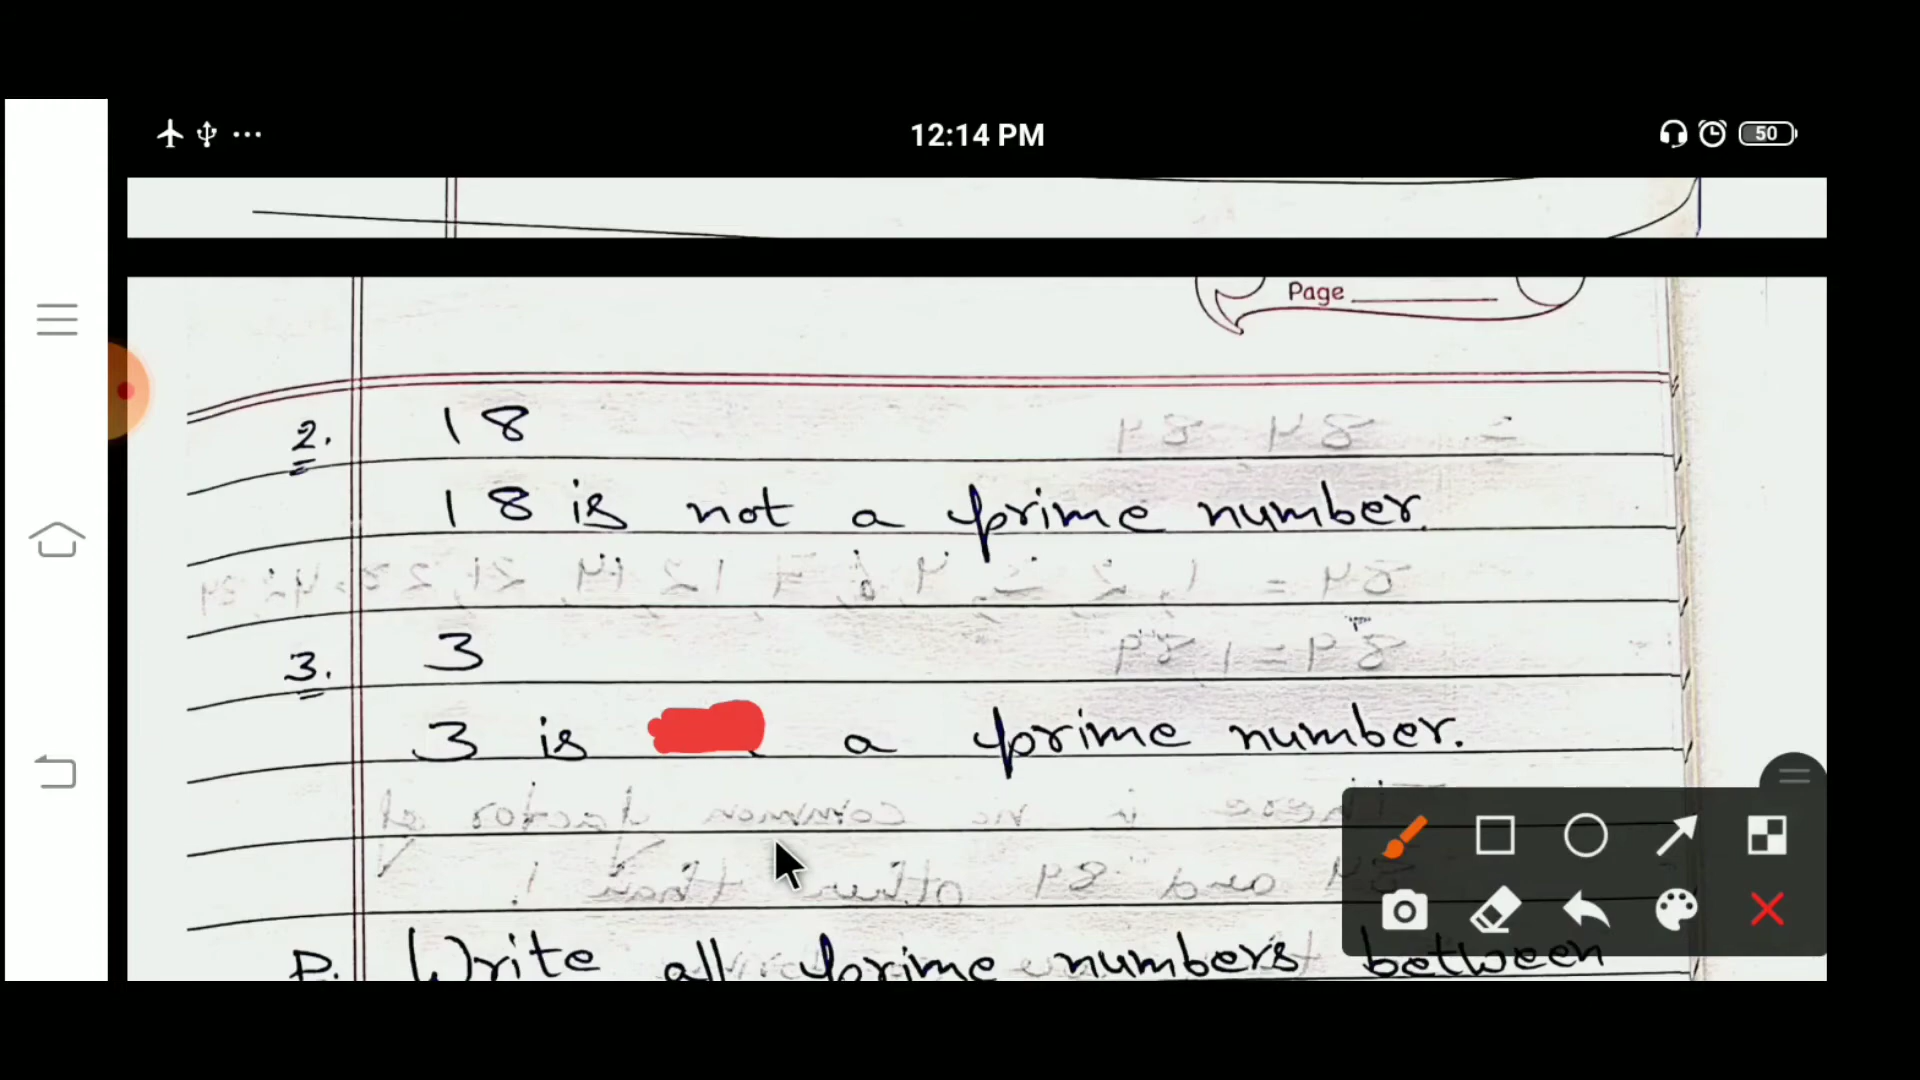 12:14 PM
50
Page
2. 18
18 is not a prime number.
3. 3
3 is a prime number.
D. Write all prime numbers between